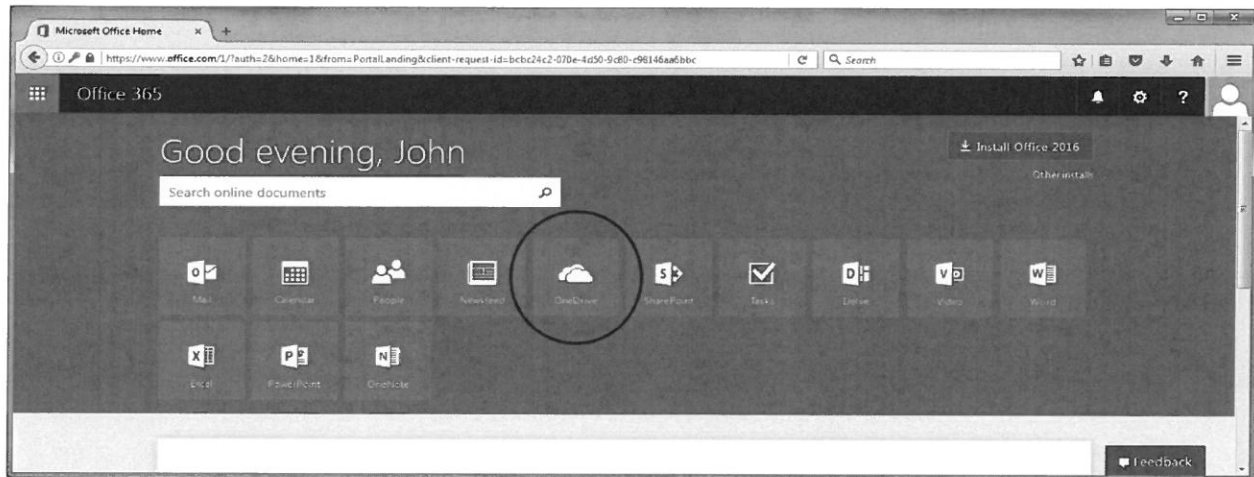 Microsoft Office Home
https://www.office.com/1/?auth=2&home=1&from=PortalLanding&client-request-id=bcbc24c2-070e-4d50-9c80-c98146aa6bbc
Search
Office 365
?
Good evening, John
Install Office 2016
Other installs
Search online documents
Mail Calendar People Newsfeed OneDrive SharePoint Tasks Delve Video Word
Excel PowerPoint OneNote
Feedback